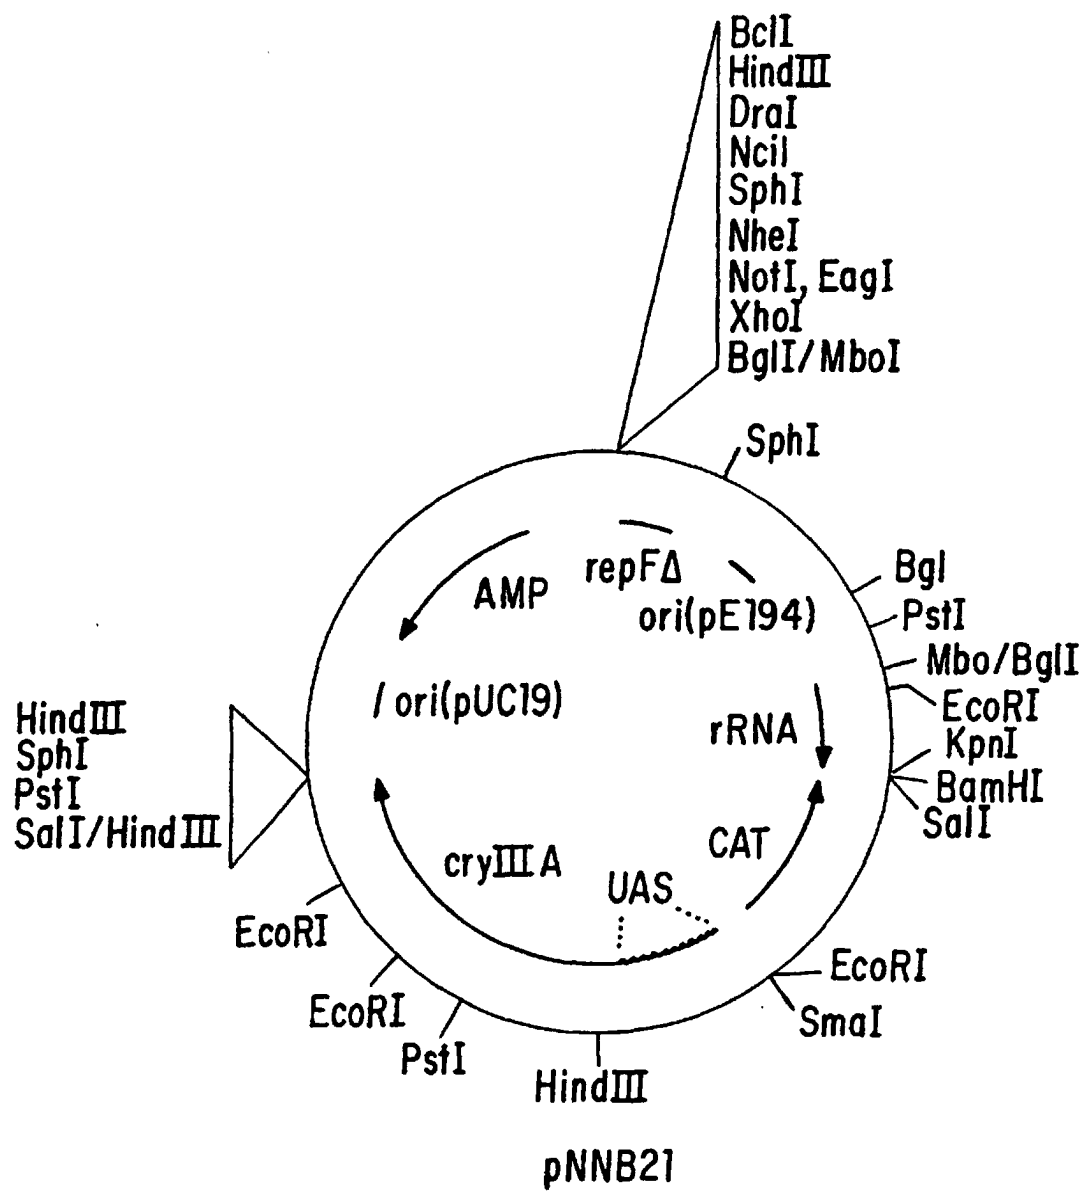 BclI
HindIII
DraI
NciI
SphI
NheI
NotI, EagI
XhoI
BglI/MboI
SphI
BglI
PstI
Mbo/BglI
EcoRI
KpnI
BamHI
SalI
AMP
repFΔ
ori(pE194)
ori(pUC19)
rRNA
HindIII
SphI
PstI
SalI/HindIII
cryIIIA
CAT
UAS
EcoRI
EcoRI
PstI
HindIII
EcoRI
SmaI
pNNB21